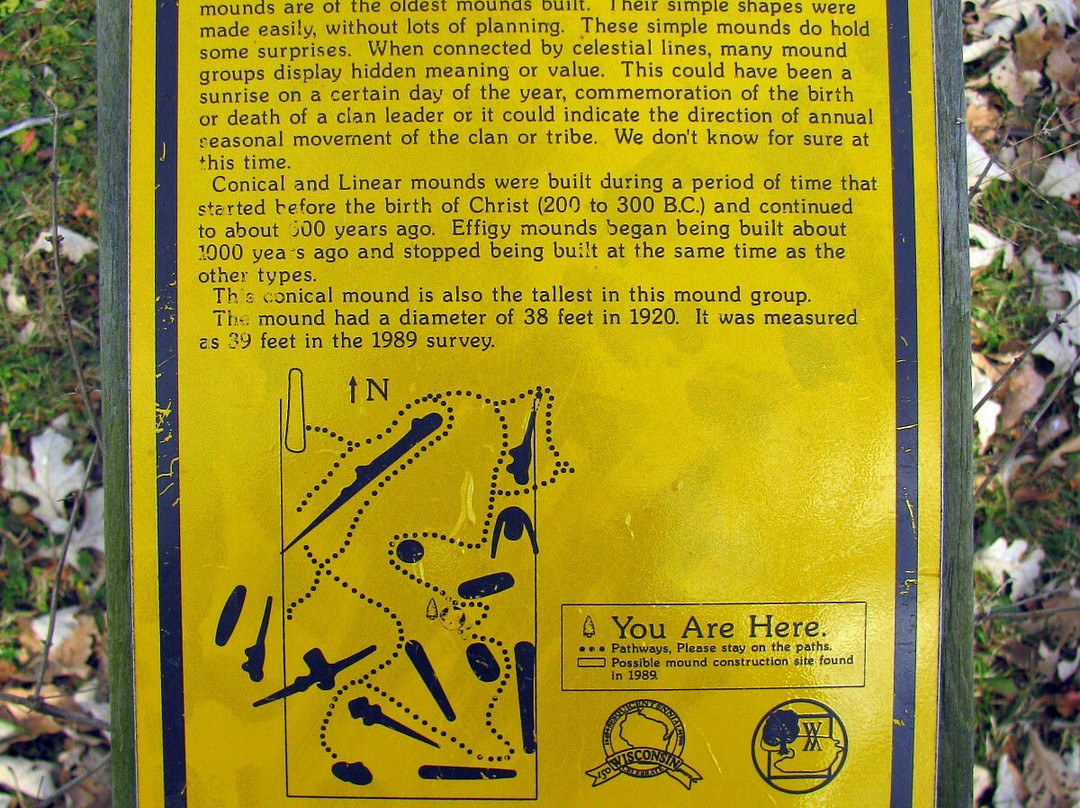 mounds are of the oldest mounds built. Their simple shapes were
made easily, without lots of planning. These simple mounds do hold
some surprises. When connected by celestial lines, many mound
groups display hidden meaning or value. This could have been a
sunrise on a certain day of the year, commemoration of the birth
or death of a clan leader or it could indicate the direction of annual
seasonal movement of the clan or tribe. We don't know for sure at
this time.
Conical and Linear mounds were built during a period of time that
started before the birth of Christ (200 to 300 B.C.) and continued
to about years ago. Effigy mounds began being built about
1000 years ago and stopped being built at the same time as the
other types.
This conical mound is also the tallest in this mound group.
The mound had a diameter of 38 feet in 1920. It was measured
as 39 feet in the 1989 survey.
N
You Are Here.
Pathways, Please stay on the paths.
Possible mound construction site found
in 1989.
SESQUICENTENNIAL
WISCONSIN
150 CELEBRATE
W